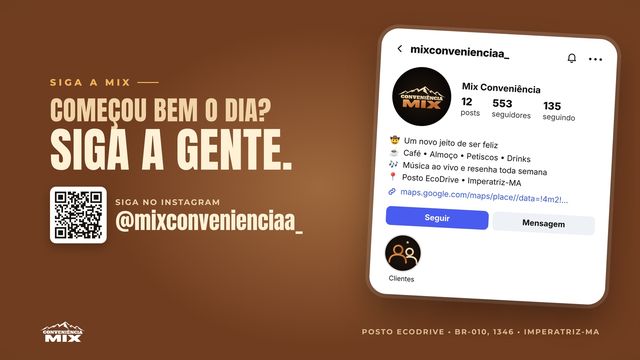 SIGA A MIX
COMEÇOU BEM O DIA?
SIGA A GENTE.
SIGA NO INSTAGRAM
@mixconvenienciaa_
CONVENIÊNCIA
MIX
mixconvenienciaa_
CONVENIÊNCIA
MIX
Mix Conveniência
12 553 135
posts seguidores seguindo
🤠 Um novo jeito de ser feliz
☕ Café • Almoço • Petiscos • Drinks
🎶 Música ao vivo e resenha toda semana
📍 Posto EcoDrive • Imperatriz-MA
maps.google.com/maps/place//data=!4m2!...
Seguir Mensagem
Clientes
POSTO ECODRIVE • BR-010, 1346 • IMPERATRIZ-MA